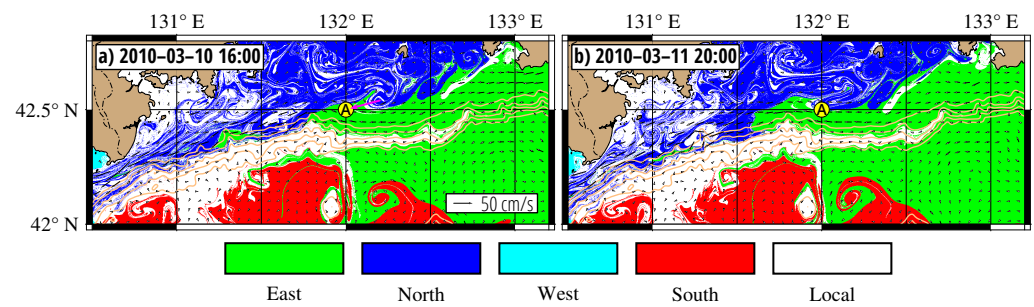 131° E 132° E 133° E 131° E 132° E 133° E
a) 2010–03–10 16:00 b) 2010–03–11 20:00
42.5° N A A
50 cm/s
42° N
East North West South Local